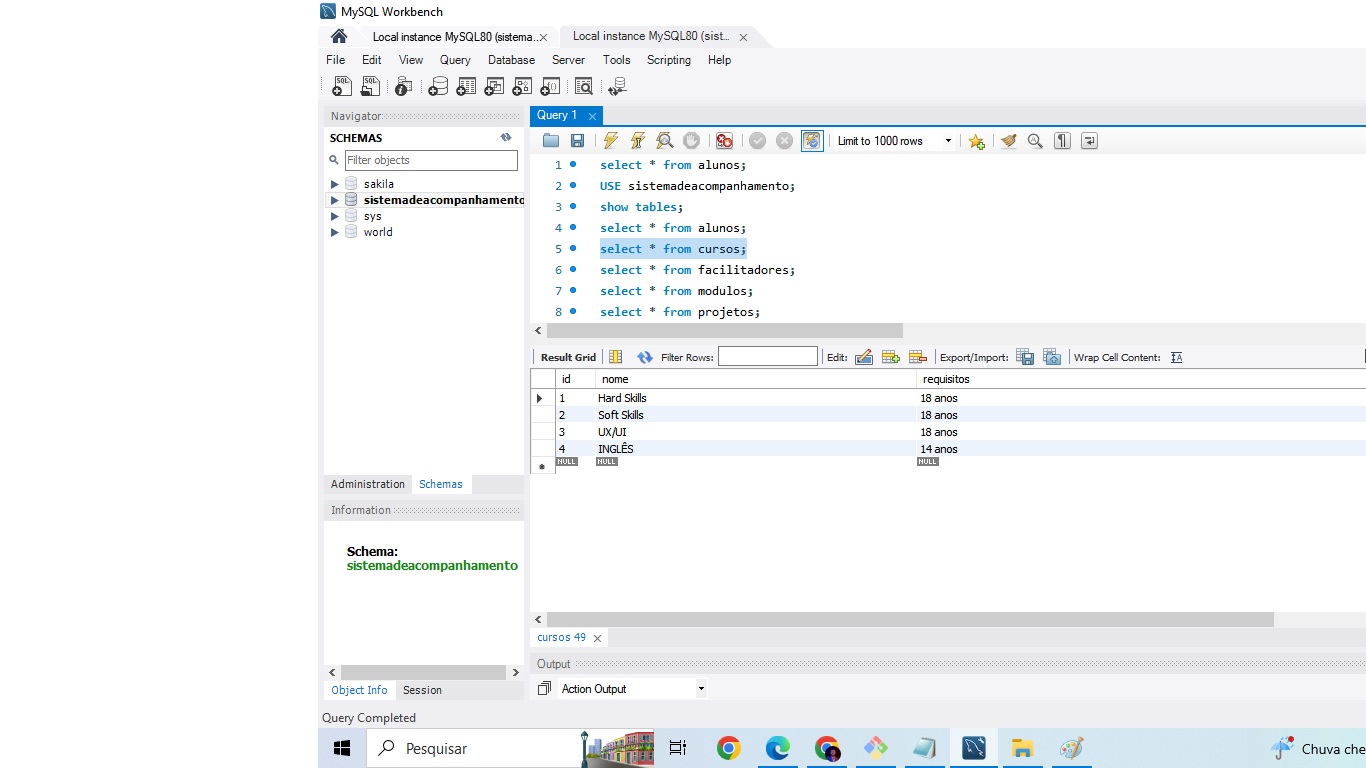 MySQL Workbench
Local instance MySQL80 (sistema...
Local instance MySQL80 (sist...
File Edit View Query Database Server Tools Scripting Help
Navigator
SCHEMAS
Filter objects
sakila
sistemadeacompanhamento
sys
world
Administration Schemas
Information
Schema:
sistemadeacompanhamento
Object Info Session
Query 1
Limit to 1000 rows
1 select * from alunos;
2 USE sistemadeacompanhamento;
3 show tables;
4 select * from alunos;
5 select * from cursos;
6 select * from facilitadores;
7 select * from modulos;
8 select * from projetos;
Result Grid Filter Rows: Edit: Export/Import: Wrap Cell Content:
id nome requisitos
1 Hard Skills 18 anos
2 Soft Skills 18 anos
3 UX/UI 18 anos
4 INGLÊS 14 anos
NULL NULL NULL
cursos 49
Output
Action Output
Query Completed
Pesquisar
Chuva che